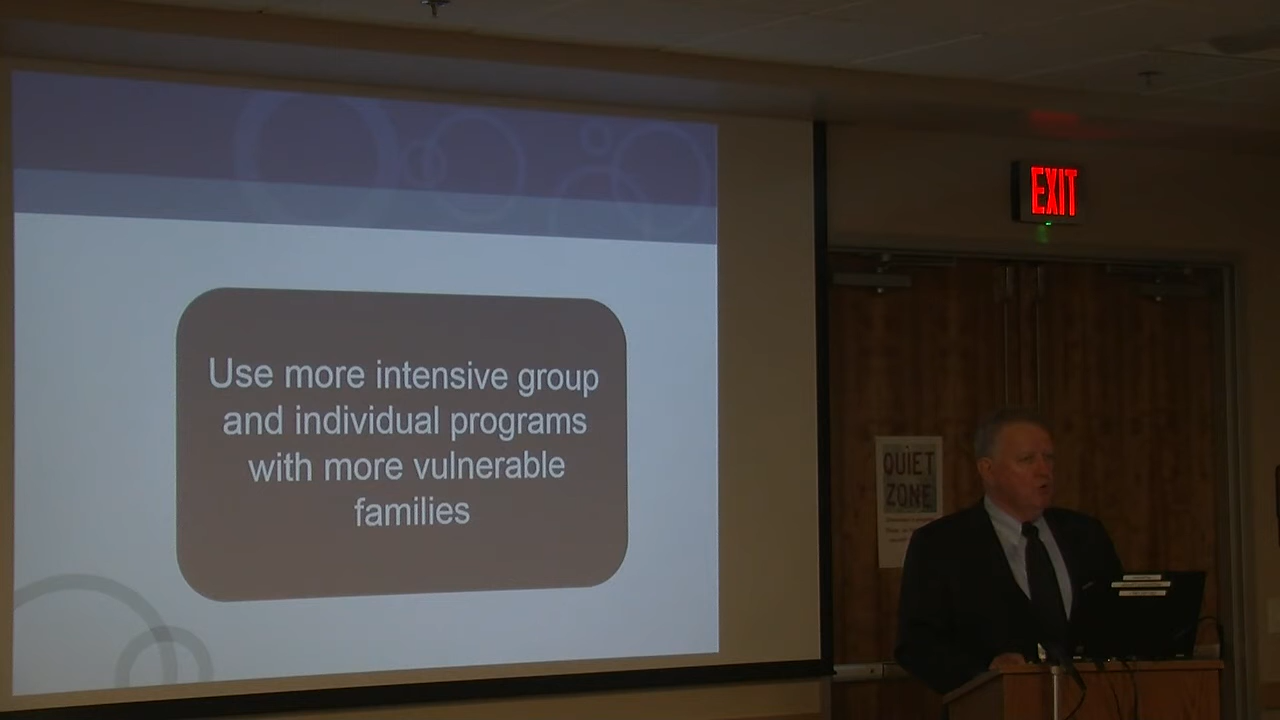 Use more intensive group
and individual programs
with more vulnerable
families
EXIT
QUIET
ZONE